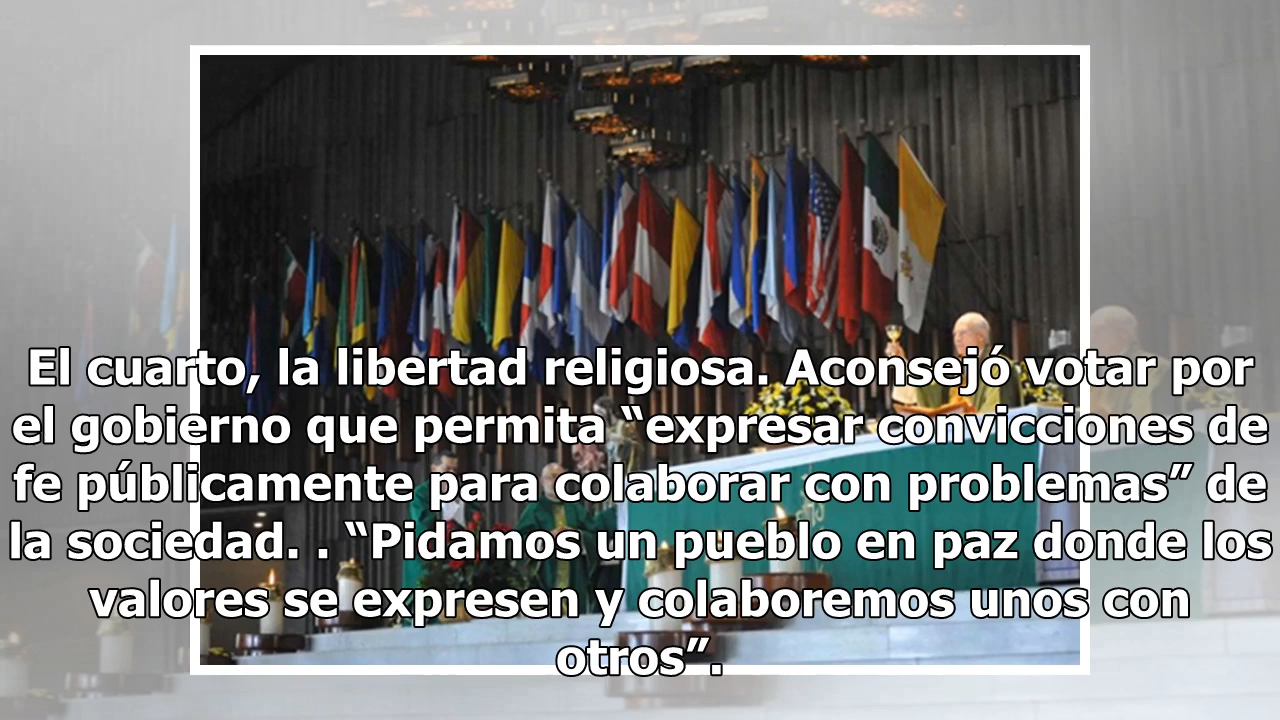 El cuarto, la libertad religiosa. Aconsejó votar por
el gobierno que permita “expresar convicciones de
fe públicamente para colaborar con problemas” de
la sociedad. . “Pidamos un pueblo en paz donde los
valores se expresen y colaboremos unos con
otros”.